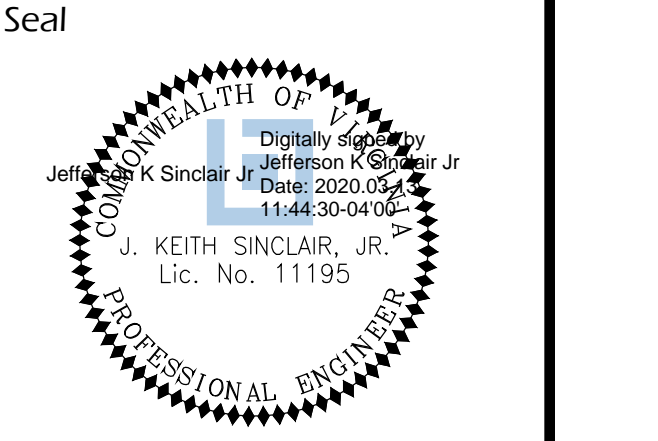 Seal
COMMONWEALTH OF VIRGINIA
Jefferson K Sinclair Jr
Digitally signed by
Jefferson K Sinclair Jr
Date: 2020.03.13
11:44:30-04'00'
J. KEITH SINCLAIR, JR.
Lic. No. 11195
PROFESSIONAL ENGINEER